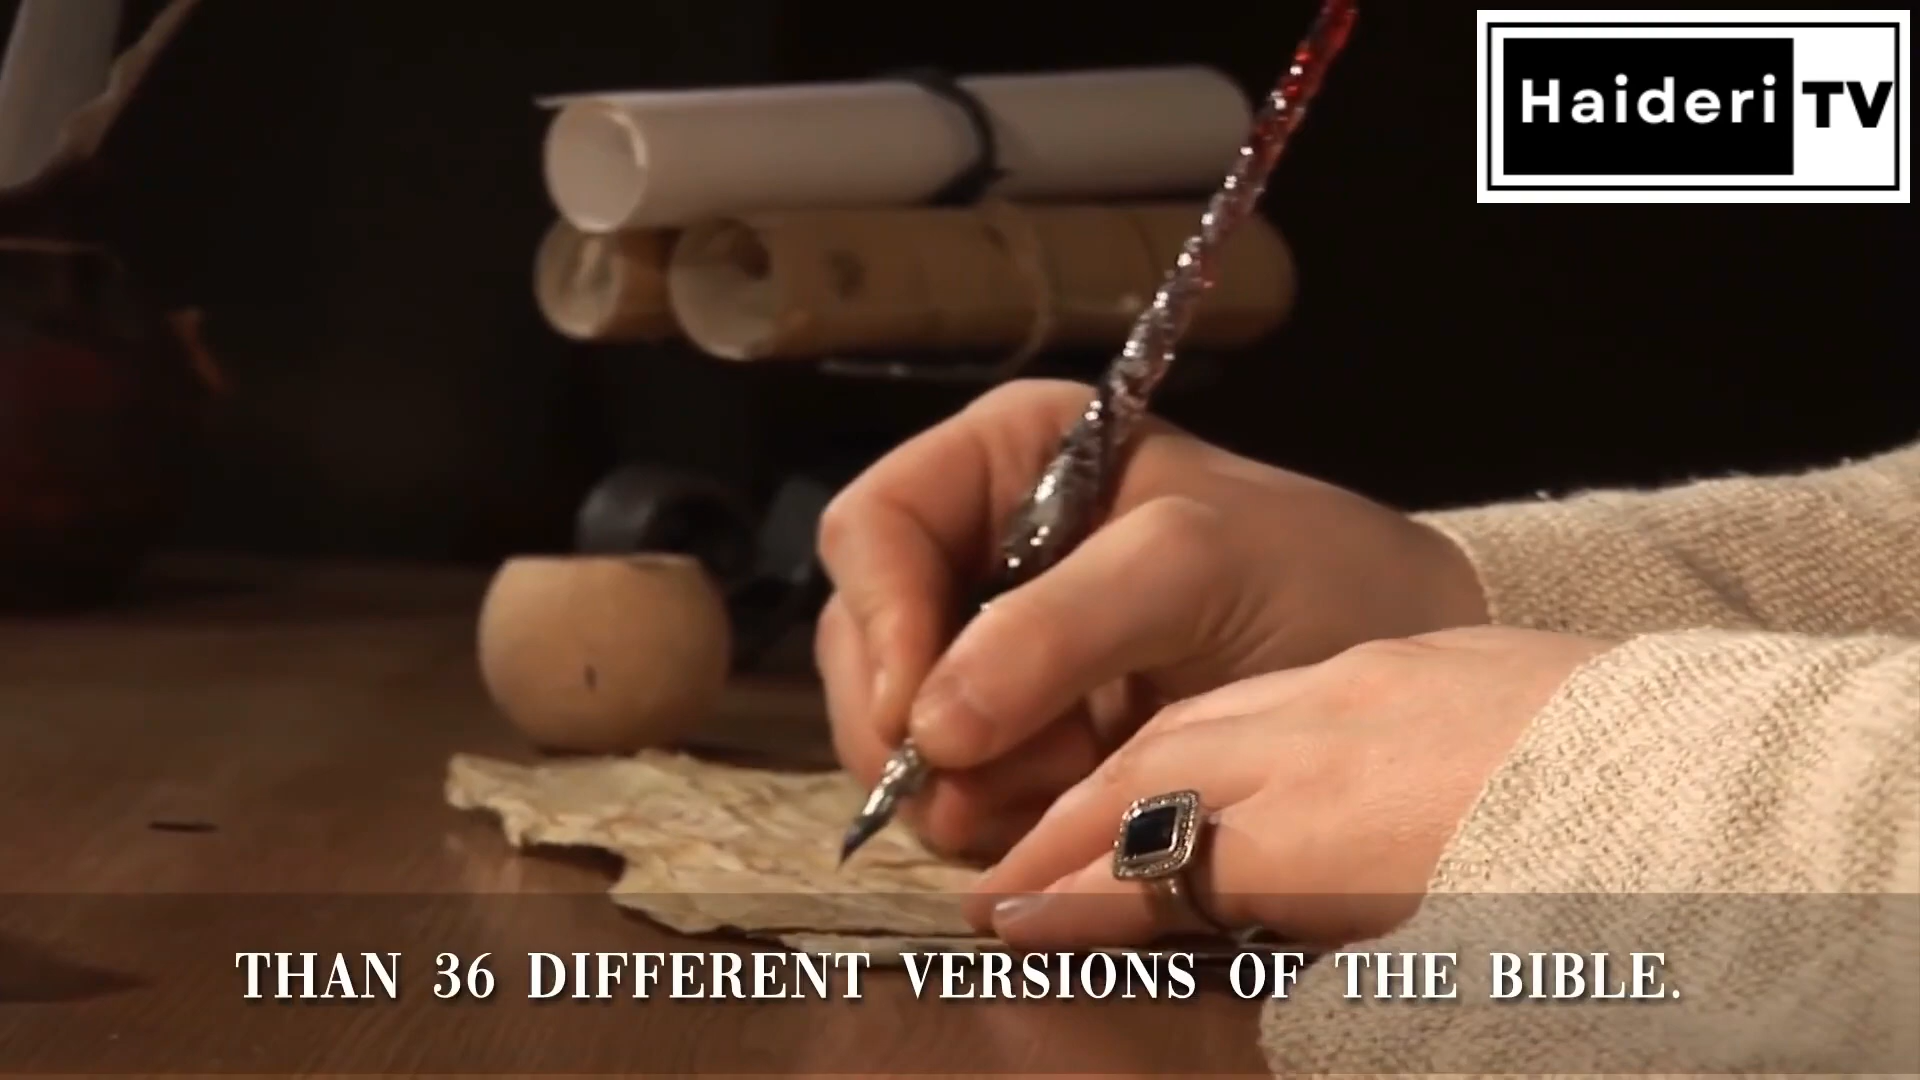 Haideri TV
THAN 36 DIFFERENT VERSIONS OF THE BIBLE.